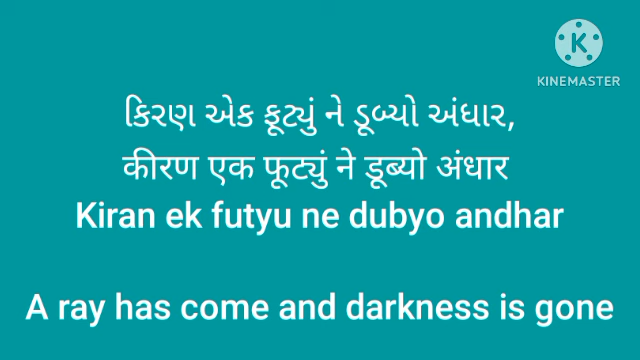 KINEMASTER
કિરણ એક ફૂટ્યું ને ડૂબ્યો અંધાર,
कीरण एक फूट्युं ने डूब्यो अंधार
Kiran ek futyu ne dubyo andhar
A ray has come and darkness is gone